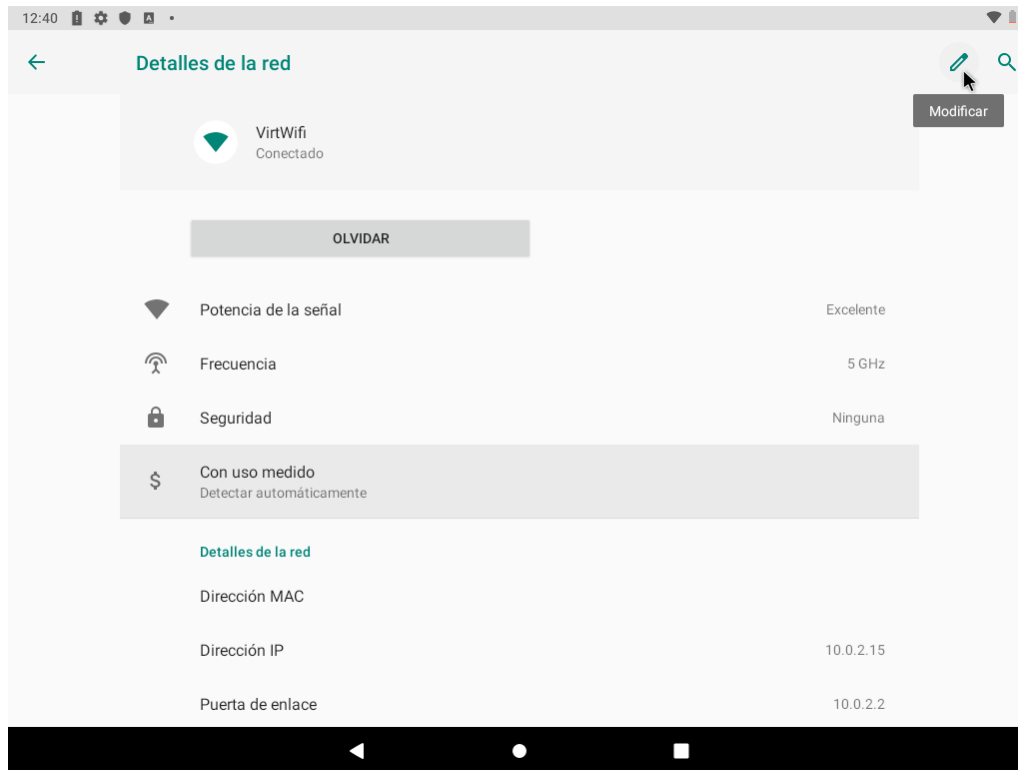 12:40
Detalles de la red
Modificar
VirtWifi
Conectado
OLVIDAR
Potencia de la señal
Excelente
Frecuencia
5 GHz
Seguridad
Ninguna
Con uso medido
Detectar automáticamente
Detalles de la red
Dirección MAC
Dirección IP
10.0.2.15
Puerta de enlace
10.0.2.2